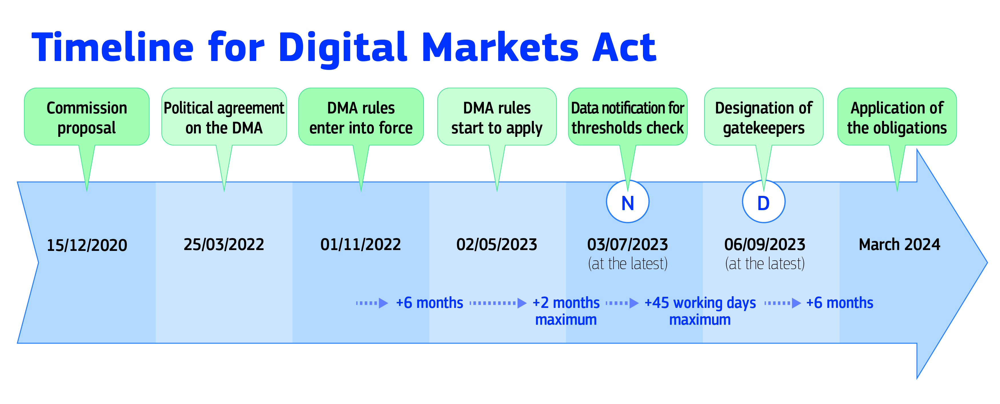 Timeline for Digital Markets Act
Commission
proposal
Political agreement
on the DMA
DMA rules
enter into force
DMA rules
start to apply
Data notification for
thresholds check
Designation of
gatekeepers
Application of
the obligations
N
D
15/12/2020
25/03/2022
01/11/2022
02/05/2023
03/07/2023
(at the latest)
06/09/2023
(at the latest)
March 2024
+6 months
+2 months
maximum
+45 working days
maximum
+6 months